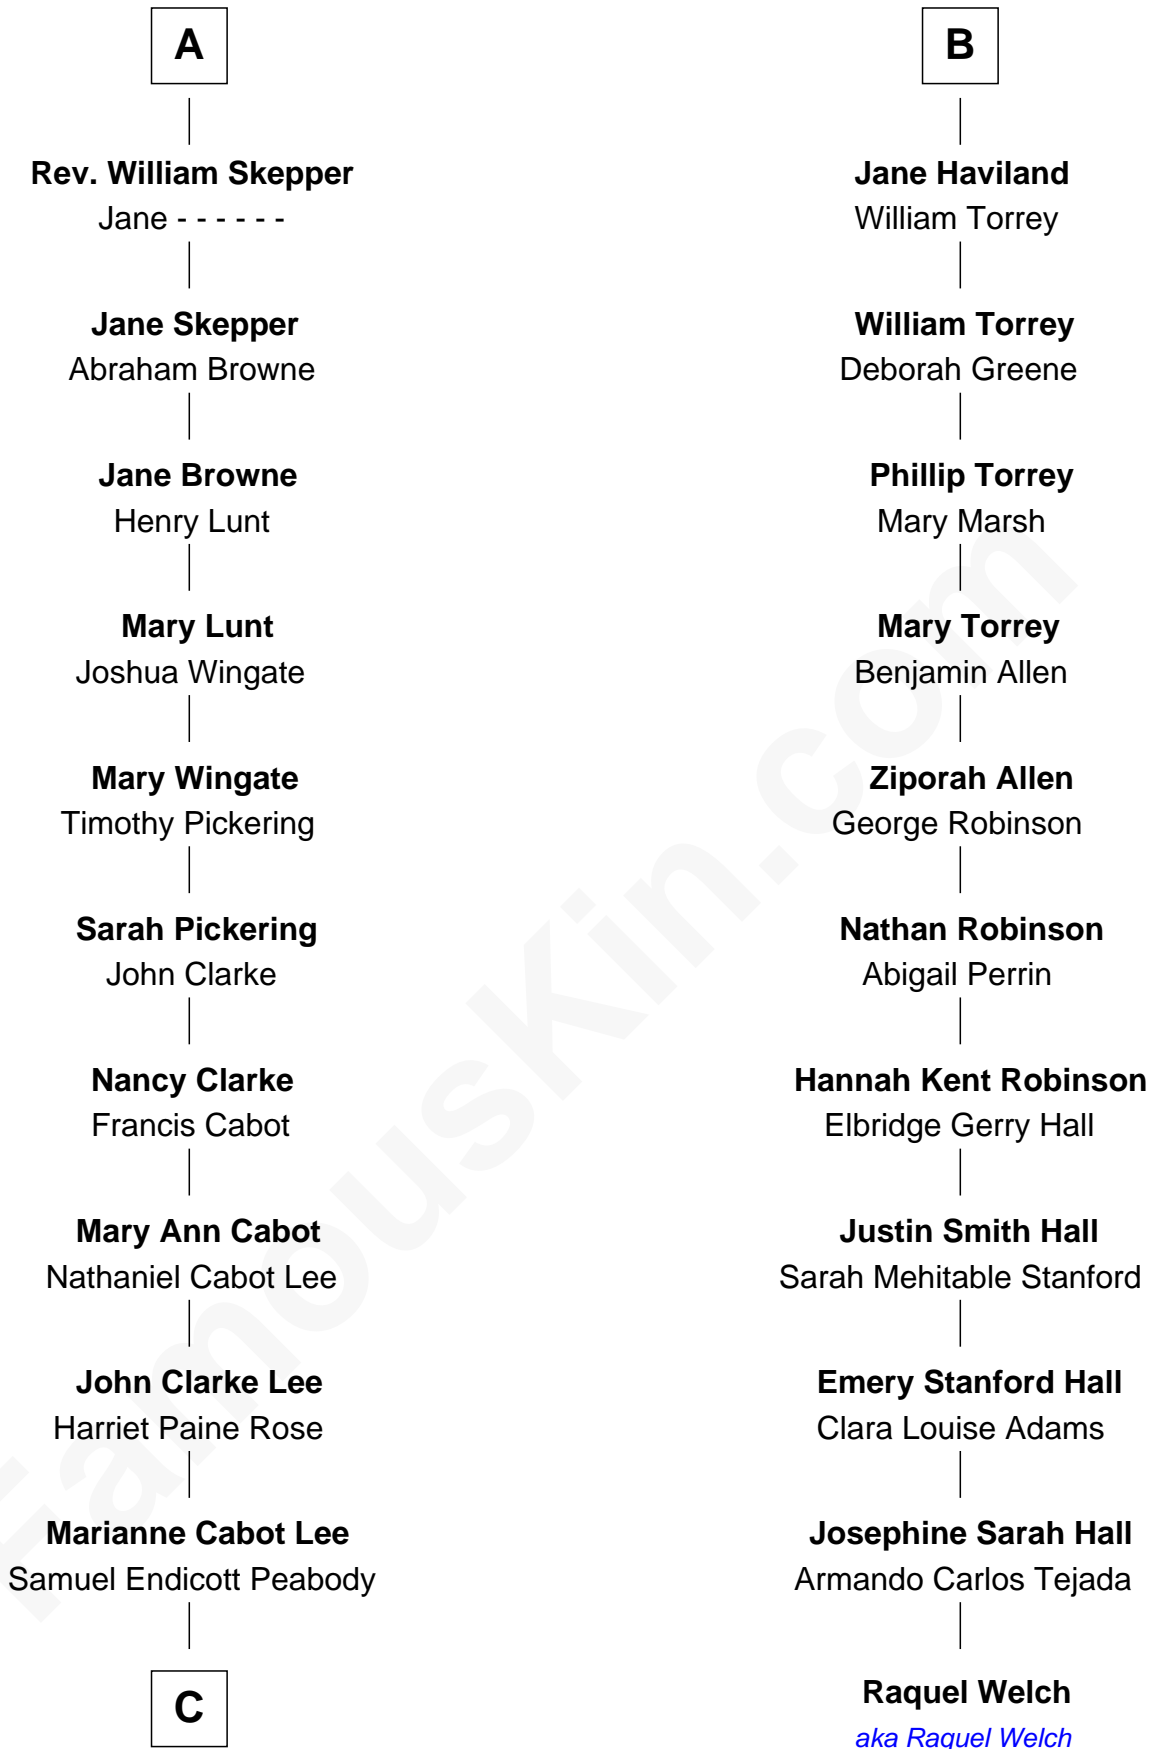 A
Rev. William Skepper
Jane - - - - - -
Jane Skepper
Abraham Browne
Jane Browne
Henry Lunt
Mary Lunt
Joshua Wingate
Mary Wingate
Timothy Pickering
Sarah Pickering
John Clarke
Nancy Clarke
Francis Cabot
Mary Ann Cabot
Nathaniel Cabot Lee
John Clarke Lee
Harriet Paine Rose
Marianne Cabot Lee
Samuel Endicott Peabody
C
B
Jane Haviland
William Torrey
William Torrey
Deborah Greene
Phillip Torrey
Mary Marsh
Mary Torrey
Benjamin Allen
Ziporah Allen
George Robinson
Nathan Robinson
Abigail Perrin
Hannah Kent Robinson
Elbridge Gerry Hall
Justin Smith Hall
Sarah Mehitable Stanford
Emery Stanford Hall
Clara Louise Adams
Josephine Sarah Hall
Armando Carlos Tejada
Raquel Welch
aka Raquel Welch
FamousKin.com